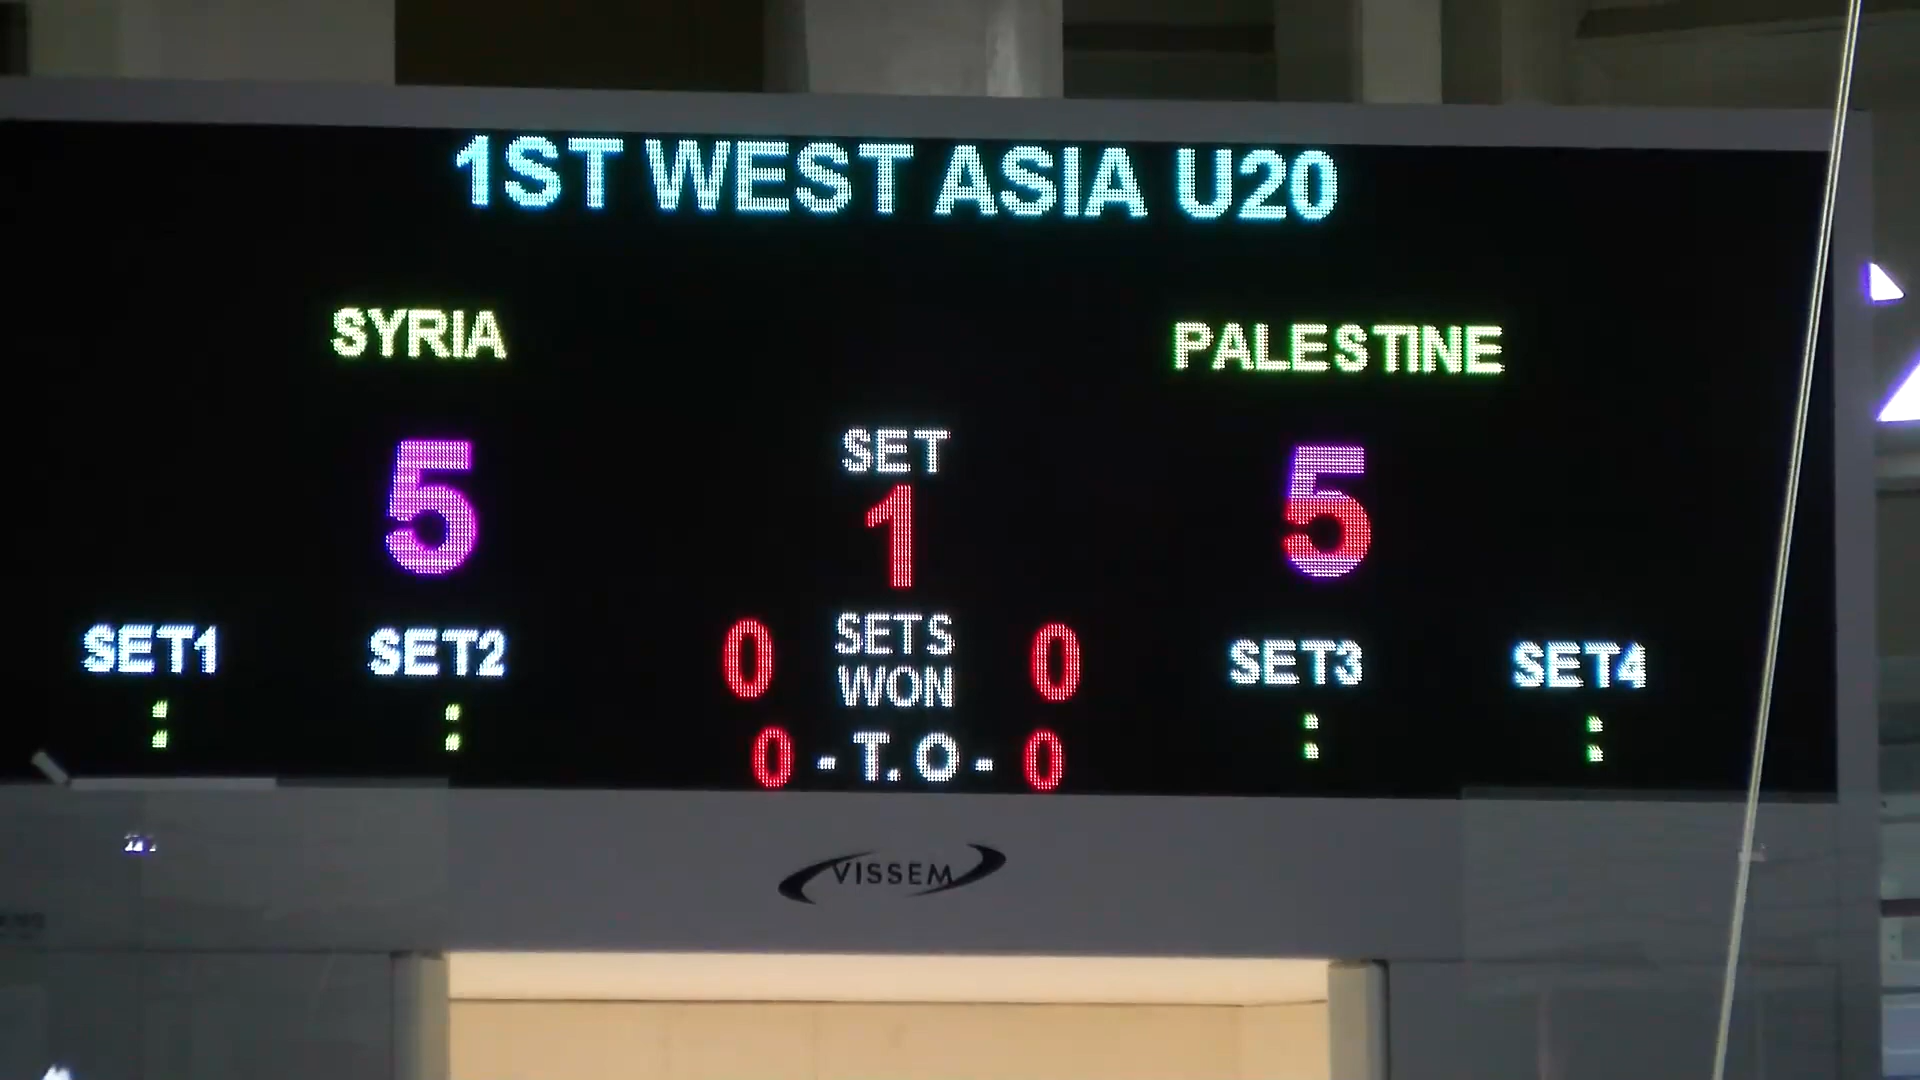 1ST WEST ASIA U20
SYRIA
PALESTINE
SET
5
1
5
SET1
SET2
0
SETS
WON
0
SET3
SET4
:
:
:
:
0 - T.O - 0
VISSEM